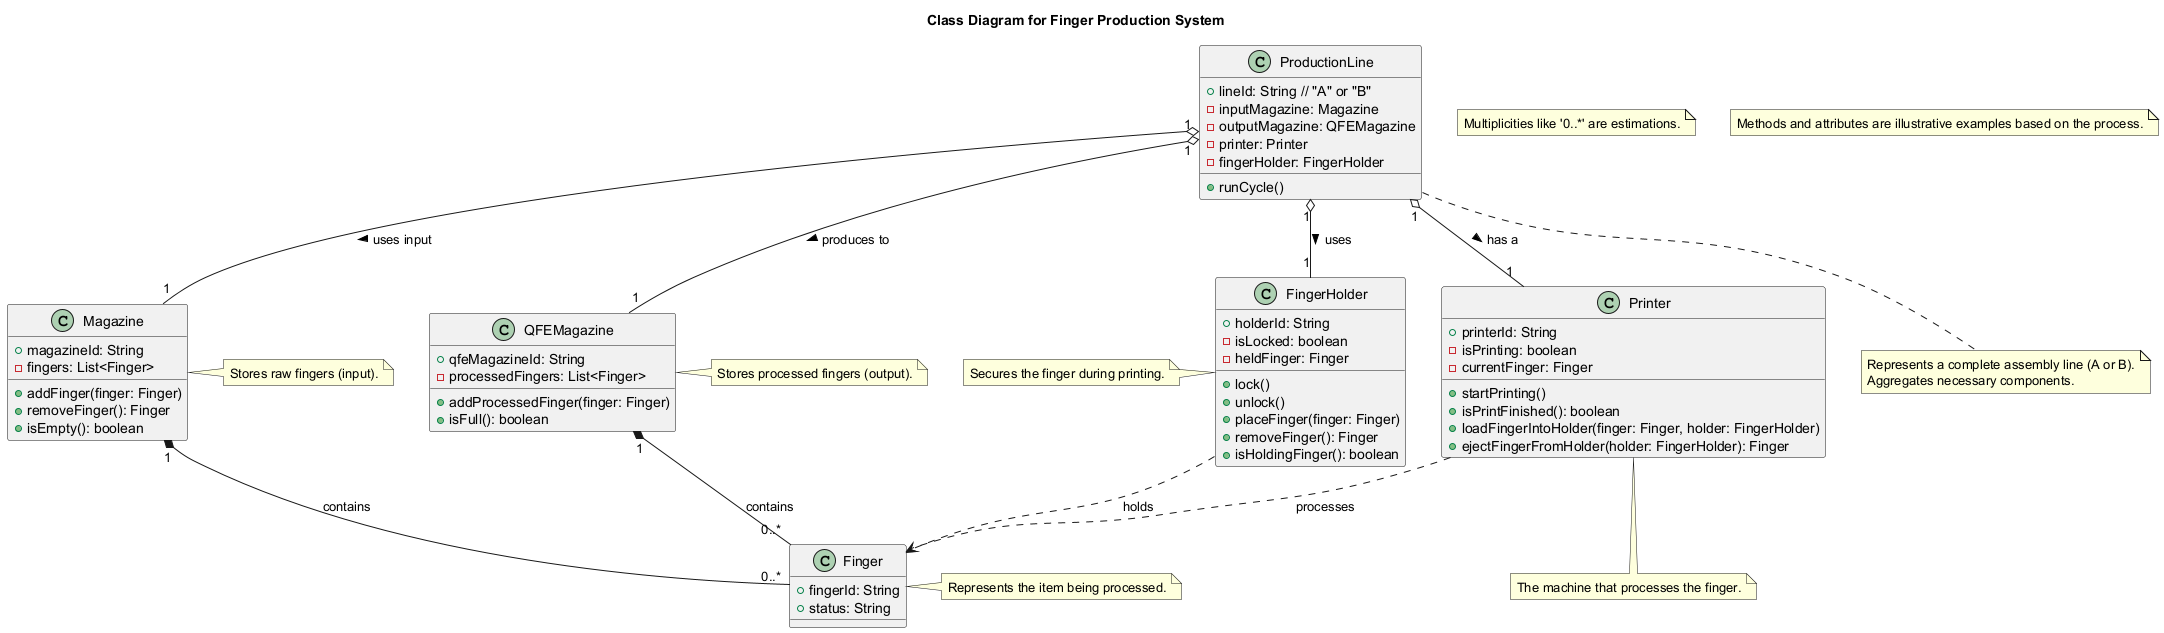 Class Diagram for Finger Production System
C ProductionLine
lineId: String // "A" or "B"
inputMagazine: Magazine
outputMagazine: QFEMagazine
printer: Printer
fingerHolder: FingerHolder
runCycle()
Multiplicities like '0..*' are estimations.
Methods and attributes are illustrative examples based on the process.
1
1
1
1
uses input
produces to
uses
has a
1
1
1
1
C Magazine
magazineId: String
fingers: List<Finger>
addFinger(finger: Finger)
removeFinger(): Finger
isEmpty(): boolean
Stores raw fingers (input).
C QFEMagazine
qfeMagazineId: String
processedFingers: List<Finger>
addProcessedFinger(finger: Finger)
isFull(): boolean
Stores processed fingers (output).
Secures the finger during printing.
C FingerHolder
holderId: String
isLocked: boolean
heldFinger: Finger
lock()
unlock()
placeFinger(finger: Finger)
removeFinger(): Finger
isHoldingFinger(): boolean
C Printer
printerId: String
isPrinting: boolean
currentFinger: Finger
startPrinting()
isPrintFinished(): boolean
loadFingerIntoHolder(finger: Finger, holder: FingerHolder)
ejectFingerFromHolder(holder: FingerHolder): Finger
Represents a complete assembly line (A or B).
Aggregates necessary components.
1
1
contains
contains
holds
processes
0..*
0..*
C Finger
fingerId: String
status: String
Represents the item being processed.
The machine that processes the finger.